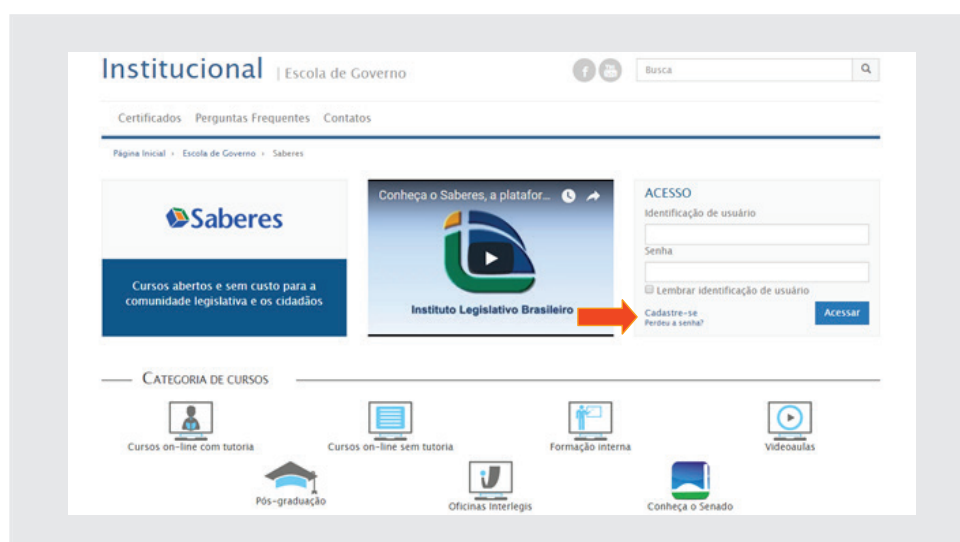 Institucional | Escola de Governo
Busca
Certificados Perguntas Frequentes Contatos
Página Inicial › Escola de Governo › Saberes
Saberes
Cursos abertos e sem custo para a
comunidade legislativa e os cidadãos
Conheça o Saberes, a platafor...
Instituto Legislativo Brasileiro
ACESSO
Identificação de usuário
Senha
Lembrar identificação de usuário
Cadastre-se
Perdeu a senha?
Acessar
CATEGORIA DE CURSOS
Cursos on-line com tutoria
Cursos on-line sem tutoria
Formação interna
Videoaulas
Pós-graduação
Oficinas Interlegis
Conheça o Senado